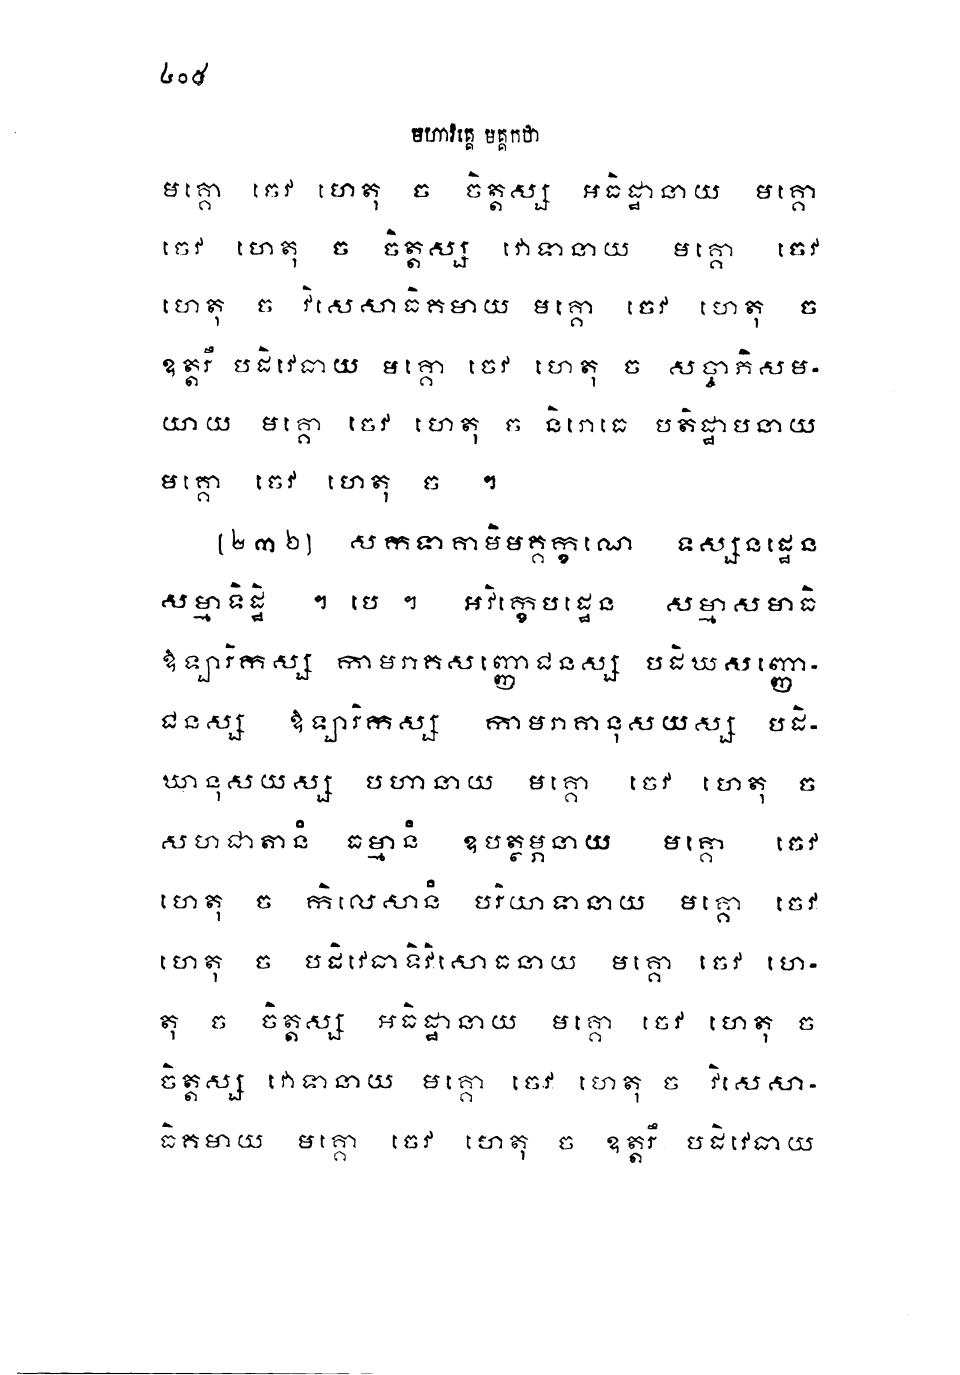 ៤០៩
មហាវគ្គេ មគ្គកថា
មគ្គោ ចេវ ហេតុ ច ចិត្តស្ស អធិដ្ឋានាយ មគ្គោ
ចេវ ហេតុ ច ចិត្តស្ស វោទានាយ មគ្គោ ចេវ
ហេតុ ច វិសេសាធិគមាយ មគ្គោ ចេវ ហេតុ ច
ឧត្តរឹ បដិវេធាយ មគ្គោ ចេវ ហេតុ ច សច្ចាភិសម-
យាយ មគ្គោ ចេវ ហេតុ ច និរោធេ បតិដ្ឋាបនាយ
មគ្គោ ចេវ ហេតុ ច ។
[២៣៦] សកទាគាមិមគ្គក្ខណេ ទស្សនដ្ឋេន
សម្មាទិដ្ឋិ ។ បេ ។ អវិក្ខេបដ្ឋេន សម្មាសមាធិ
ឱឡារិកស្ស កាមរាគសញ្ញោជនស្ស បដិឃសញ្ញោ-
ជនស្ស ឱឡារិកស្ស កាមរាគានុសយស្ស បដិ-
ឃានុសយស្ស បហានាយ មគ្គោ ចេវ ហេតុ ច
សហជាតានំ ធម្មានំ ឧបត្ថម្ភនាយ មគ្គោ ចេវ
ហេតុ ច កិលេសានំ បរិយាទានាយ មគ្គោ ចេវ
ហេតុ ច បដិវេធាទិវិសោធនាយ មគ្គោ ចេវ ហេ-
តុ ច ចិត្តស្ស អធិដ្ឋានាយ មគ្គោ ចេវ ហេតុ ច
ចិត្តស្ស វោទានាយ មគ្គោ ចេវ ហេតុ ច វិសេសា-
ធិគមាយ មគ្គោ ចេវ ហេតុ ច ឧត្តរឹ បដិវេធាយ